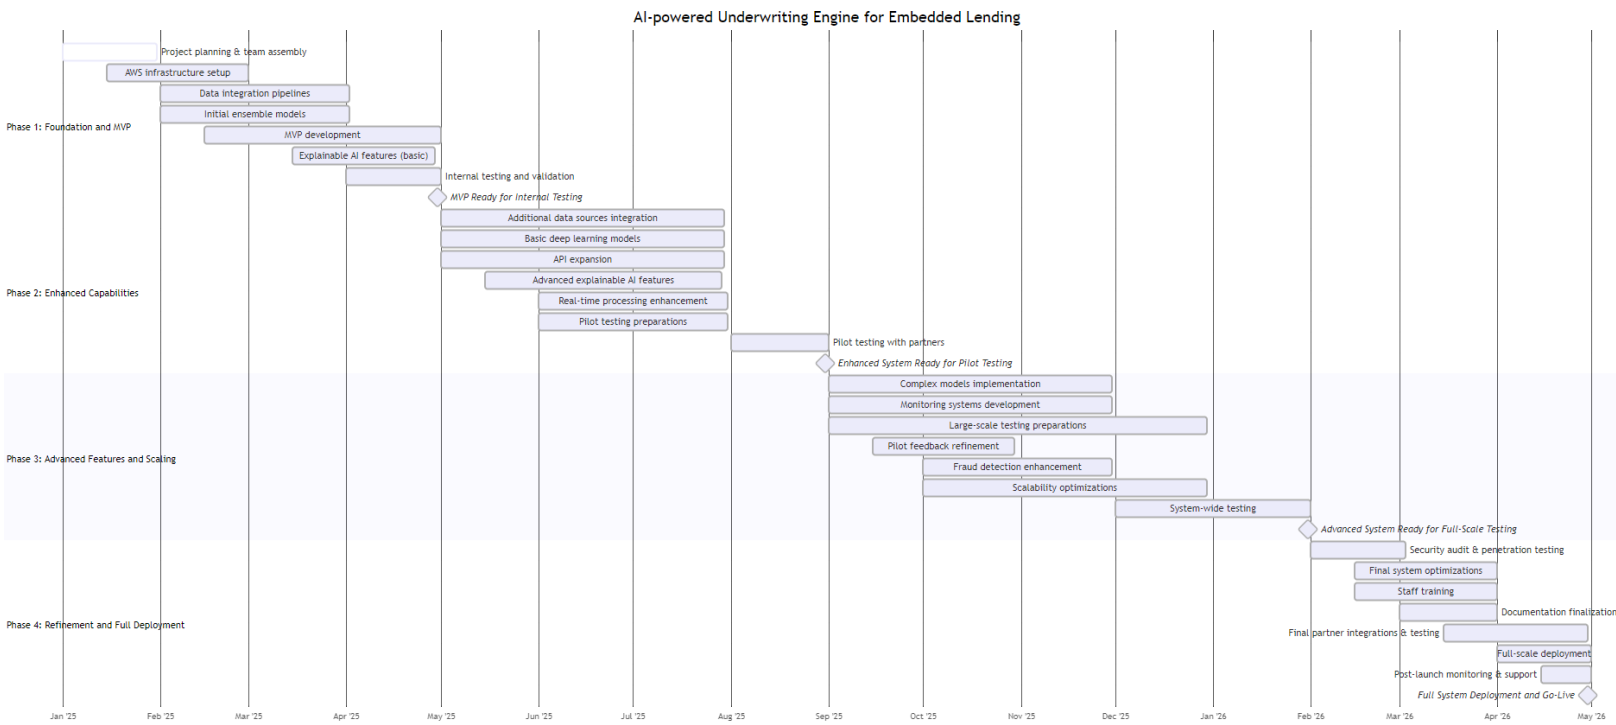 AI-powered Underwriting Engine for Embedded Lending
Project planning & team assembly
AWS infrastructure setup
Data integration pipelines
Initial ensemble models
Phase 1: Foundation and MVP
MVP development
Explainable AI features (basic)
Internal testing and validation
MVP Ready for Internal Testing
Additional data sources integration
Basic deep learning models
API expansion
Advanced explainable AI features
Phase 2: Enhanced Capabilities
Real-time processing enhancement
Pilot testing preparations
Pilot testing with partners
Enhanced System Ready for Pilot Testing
Complex models implementation
Monitoring systems development
Large-scale testing preparations
Pilot feedback refinement
Phase 3: Advanced Features and Scaling
Fraud detection enhancement
Scalability optimizations
System-wide testing
Advanced System Ready for Full-Scale Testing
Security audit & penetration testing
Final system optimizations
Staff training
Documentation finalization
Phase 4: Refinement and Full Deployment
Final partner integrations & testing
Full-scale deployment
Post-launch monitoring & support
Full System Deployment and Go-Live
Jan '25 Feb '25 Mar '25 Apr '25 May '25 Jun '25 Jul '25 Aug '25 Sep '25 Oct '25 Nov '25 Dec '25 Jan '26 Feb '26 Mar '26 Apr '26 May '26